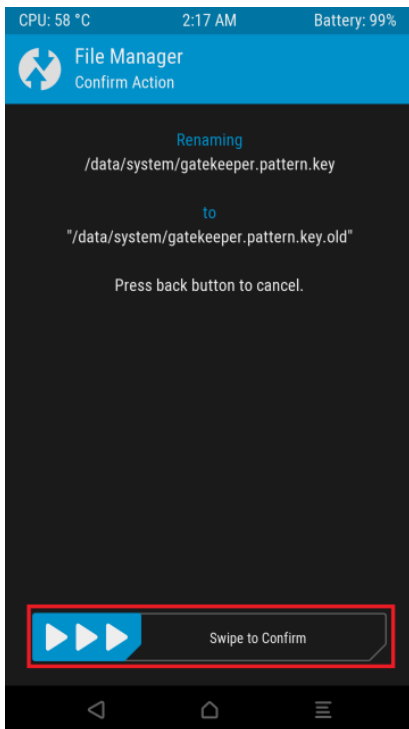 CPU: 58 °C 2:17 AM Battery: 99%
File Manager
Confirm Action
Renaming
/data/system/gatekeeper.pattern.key
to
"/data/system/gatekeeper.pattern.key.old"
Press back button to cancel.
Swipe to Confirm